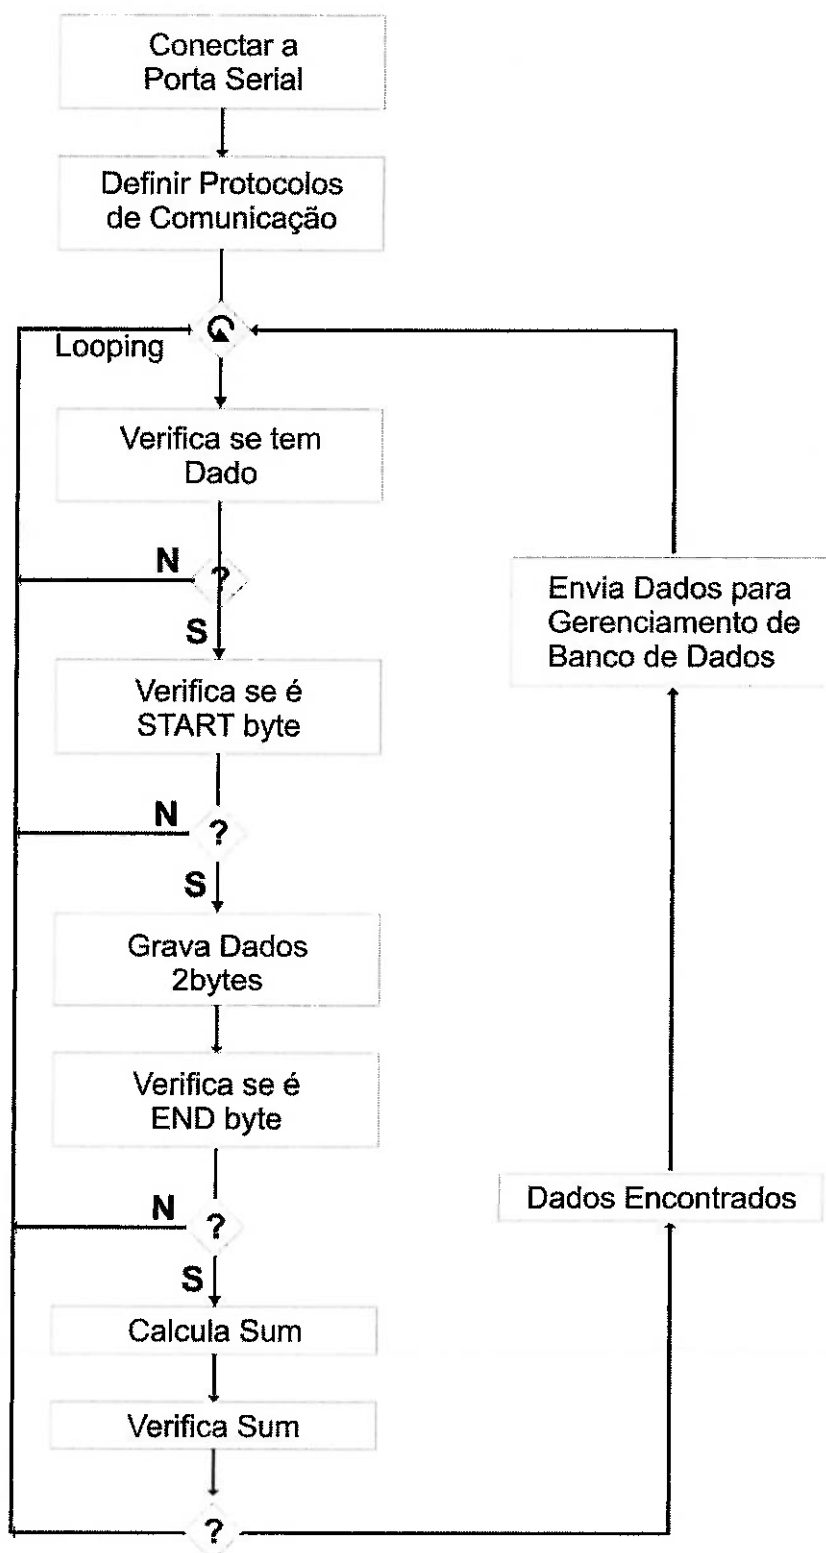 Conectar a
Porta Serial
Definir Protocolos
de Comunicação
Looping
Verifica se tem
Dado
N
?
S
Verifica se é
START byte
N
?
S
Grava Dados
2bytes
Verifica se é
END byte
N
?
S
Calcula Sum
Verifica Sum
?
Dados Encontrados
Envia Dados para
Gerenciamento de
Banco de Dados